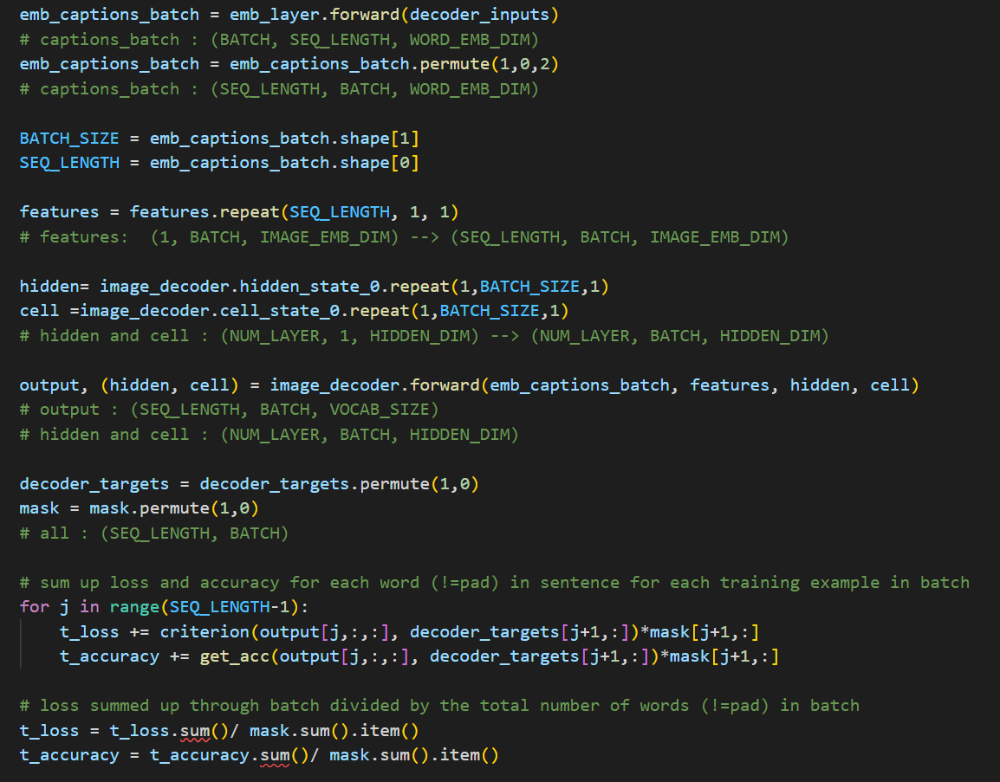 emb_captions_batch = emb_layer.forward(decoder_inputs)
# captions_batch : (BATCH, SEQ_LENGTH, WORD_EMB_DIM)
emb_captions_batch = emb_captions_batch.permute(1,0,2)
# captions_batch : (SEQ_LENGTH, BATCH, WORD_EMB_DIM)

BATCH_SIZE = emb_captions_batch.shape[1]
SEQ_LENGTH = emb_captions_batch.shape[0]

features = features.repeat(SEQ_LENGTH, 1, 1)
# features:  (1, BATCH, IMAGE_EMB_DIM) --> (SEQ_LENGTH, BATCH, IMAGE_EMB_DIM)

hidden= image_decoder.hidden_state_0.repeat(1,BATCH_SIZE,1)
cell =image_decoder.cell_state_0.repeat(1,BATCH_SIZE,1)
# hidden and cell : (NUM_LAYER, 1, HIDDEN_DIM) --> (NUM_LAYER, BATCH, HIDDEN_DIM)

output, (hidden, cell) = image_decoder.forward(emb_captions_batch, features, hidden, cell)
# output : (SEQ_LENGTH, BATCH, VOCAB_SIZE)
# hidden and cell : (NUM_LAYER, BATCH, HIDDEN_DIM)

decoder_targets = decoder_targets.permute(1,0)
mask = mask.permute(1,0)
# all : (SEQ_LENGTH, BATCH)

# sum up loss and accuracy for each word (!=pad) in sentence for each training example in batch
for j in range(SEQ_LENGTH-1):
    t_loss += criterion(output[j,:,:], decoder_targets[j+1,:])*mask[j+1,:]
    t_accuracy += get_acc(output[j,:,:], decoder_targets[j+1,:])*mask[j+1,:]

# loss summed up through batch divided by the total number of words (!=pad) in batch
t_loss = t_loss.sum()/ mask.sum().item()
t_accuracy = t_accuracy.sum()/ mask.sum().item()